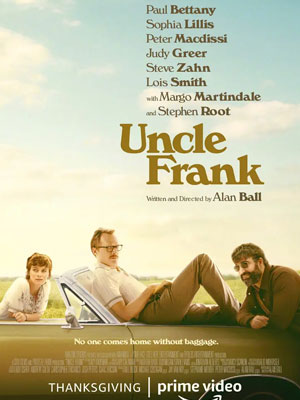 Paul Bettany
Sophia Lillis
Peter Macdissi
Judy Greer
Steve Zahn
Lois Smith
with Margo Martindale
and Stephen Root
Uncle
Frank
Written and Directed by Alan Ball
No one comes home without baggage.
THANKSGIVING | prime video